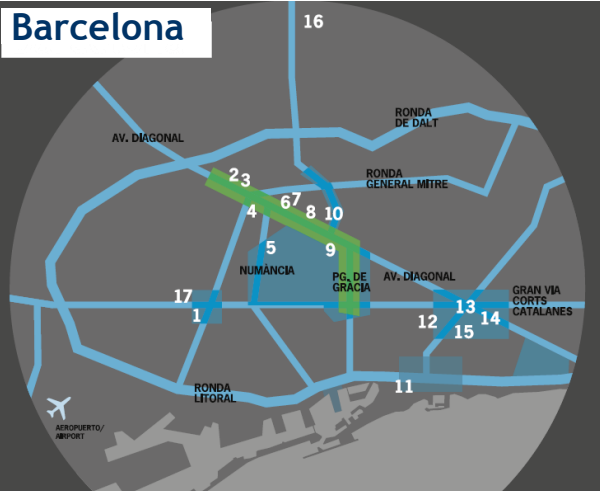 Barcelona
16
RONDA
DE DALT
AV. DIAGONAL
2
3
RONDA
GENERAL MITRE
4
6
7
8
10
5
9
NUMÀNCIA
PG. DE
GRÀCIA
AV. DIAGONAL
17
1
GRAN VIA
CORTS
CATALANES
13
12
14
15
11
RONDA
LITORAL
AEROPUERTO/
AIRPORT